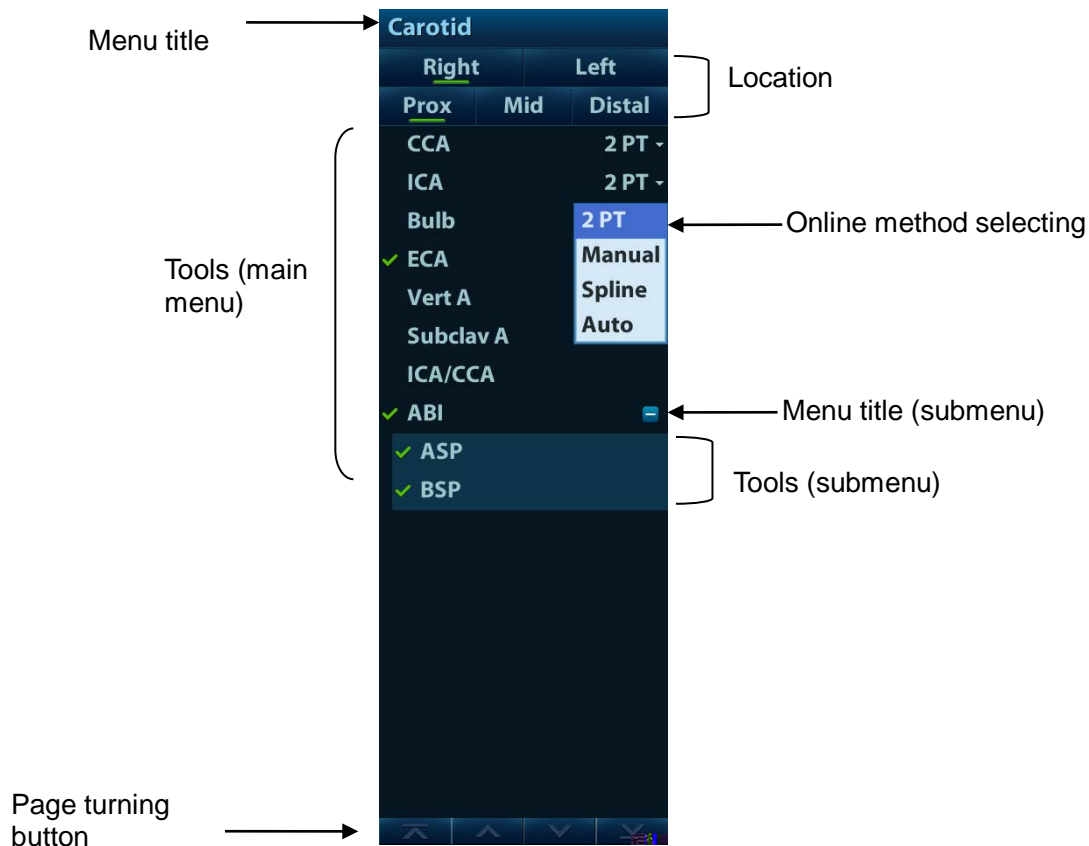 Menu title
Carotid
Right Left
Location
Prox Mid Distal
CCA 2 PT
ICA 2 PT
Bulb 2 PT
Online method selecting
ECA Manual
Tools (main
menu)
Vert A Spline
Subclav A Auto
ICA/CCA
ABI
Menu title (submenu)
ASP
Tools (submenu)
BSP
Page turning
button